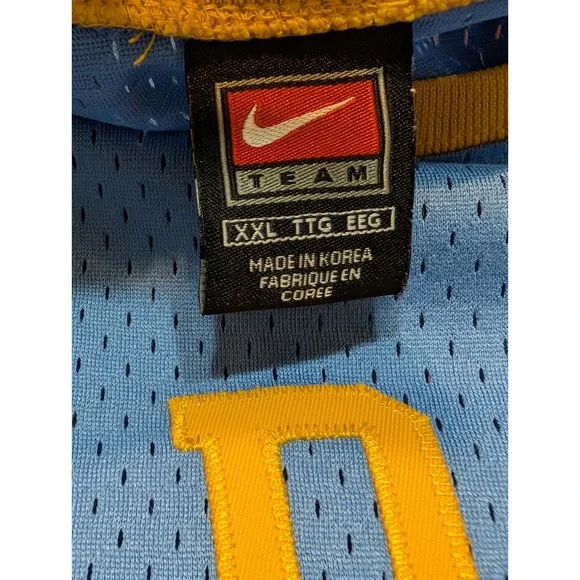 TEAM
XXL TTG EEG
MADE IN KOREA
FABRIQUE EN
COREE